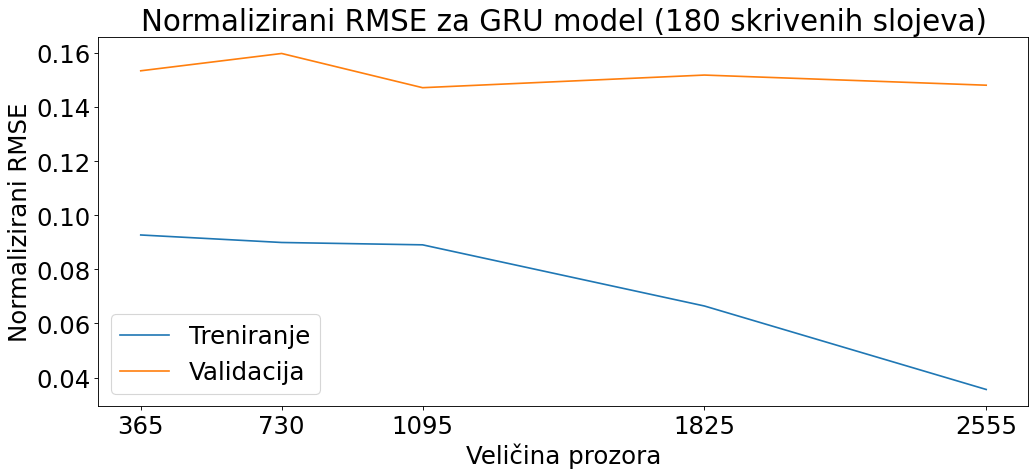 Normalizirani RMSE za GRU model (180 skrivenih slojeva)
Normalizirani RMSE
0.16
0.14
0.12
0.10
0.08
0.06
0.04
Treniranje
Validacija
365 730 1095 1825 2555
Veličina prozora